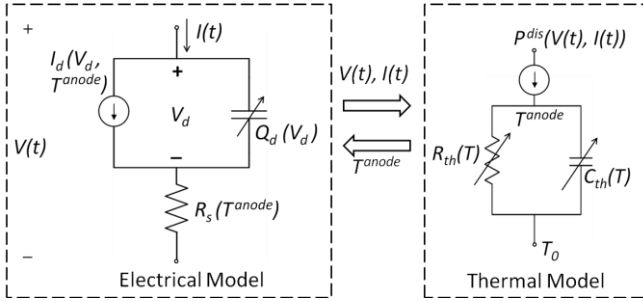 +
I(t)
I_d(V_d,
T^anode)
+
V_d
Q_d(V_d)
V(t)
−
R_s(T^anode)
−
Electrical Model
V(t), I(t)
T^anode
P^dis(V(t), I(t))
T^anode
R_th(T)
C_th(T)
T_0
Thermal Model